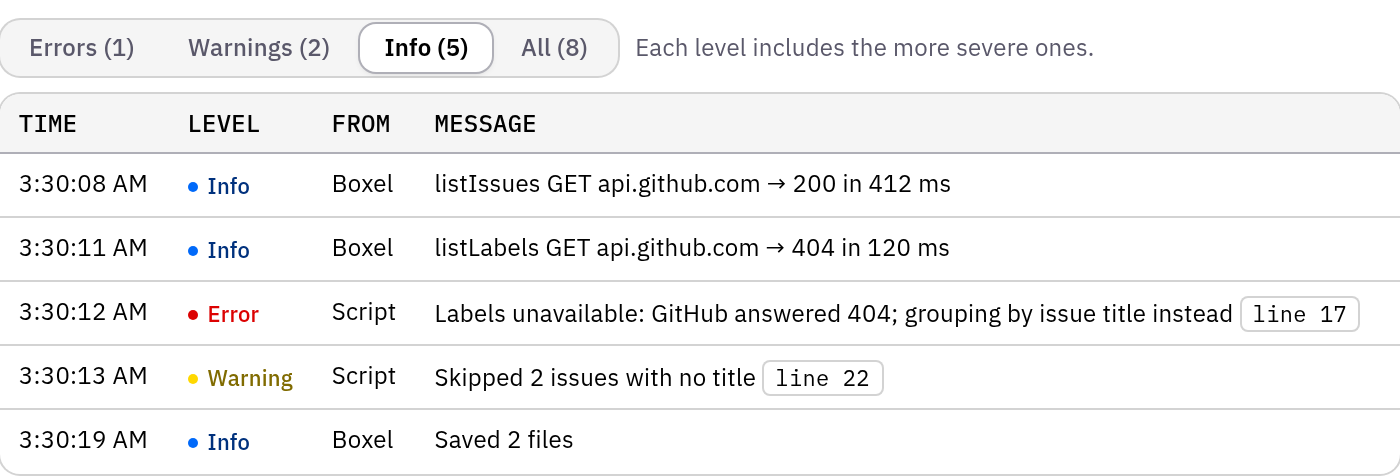 Errors (1) Warnings (2) Info (5) All (8) Each level includes the more severe ones.
TIME LEVEL FROM MESSAGE
3:30:08 AM Info Boxel listIssues GET api.github.com → 200 in 412 ms
3:30:11 AM Info Boxel listLabels GET api.github.com → 404 in 120 ms
3:30:12 AM Error Script Labels unavailable: GitHub answered 404; grouping by issue title instead line 17
3:30:13 AM Warning Script Skipped 2 issues with no title line 22
3:30:19 AM Info Boxel Saved 2 files